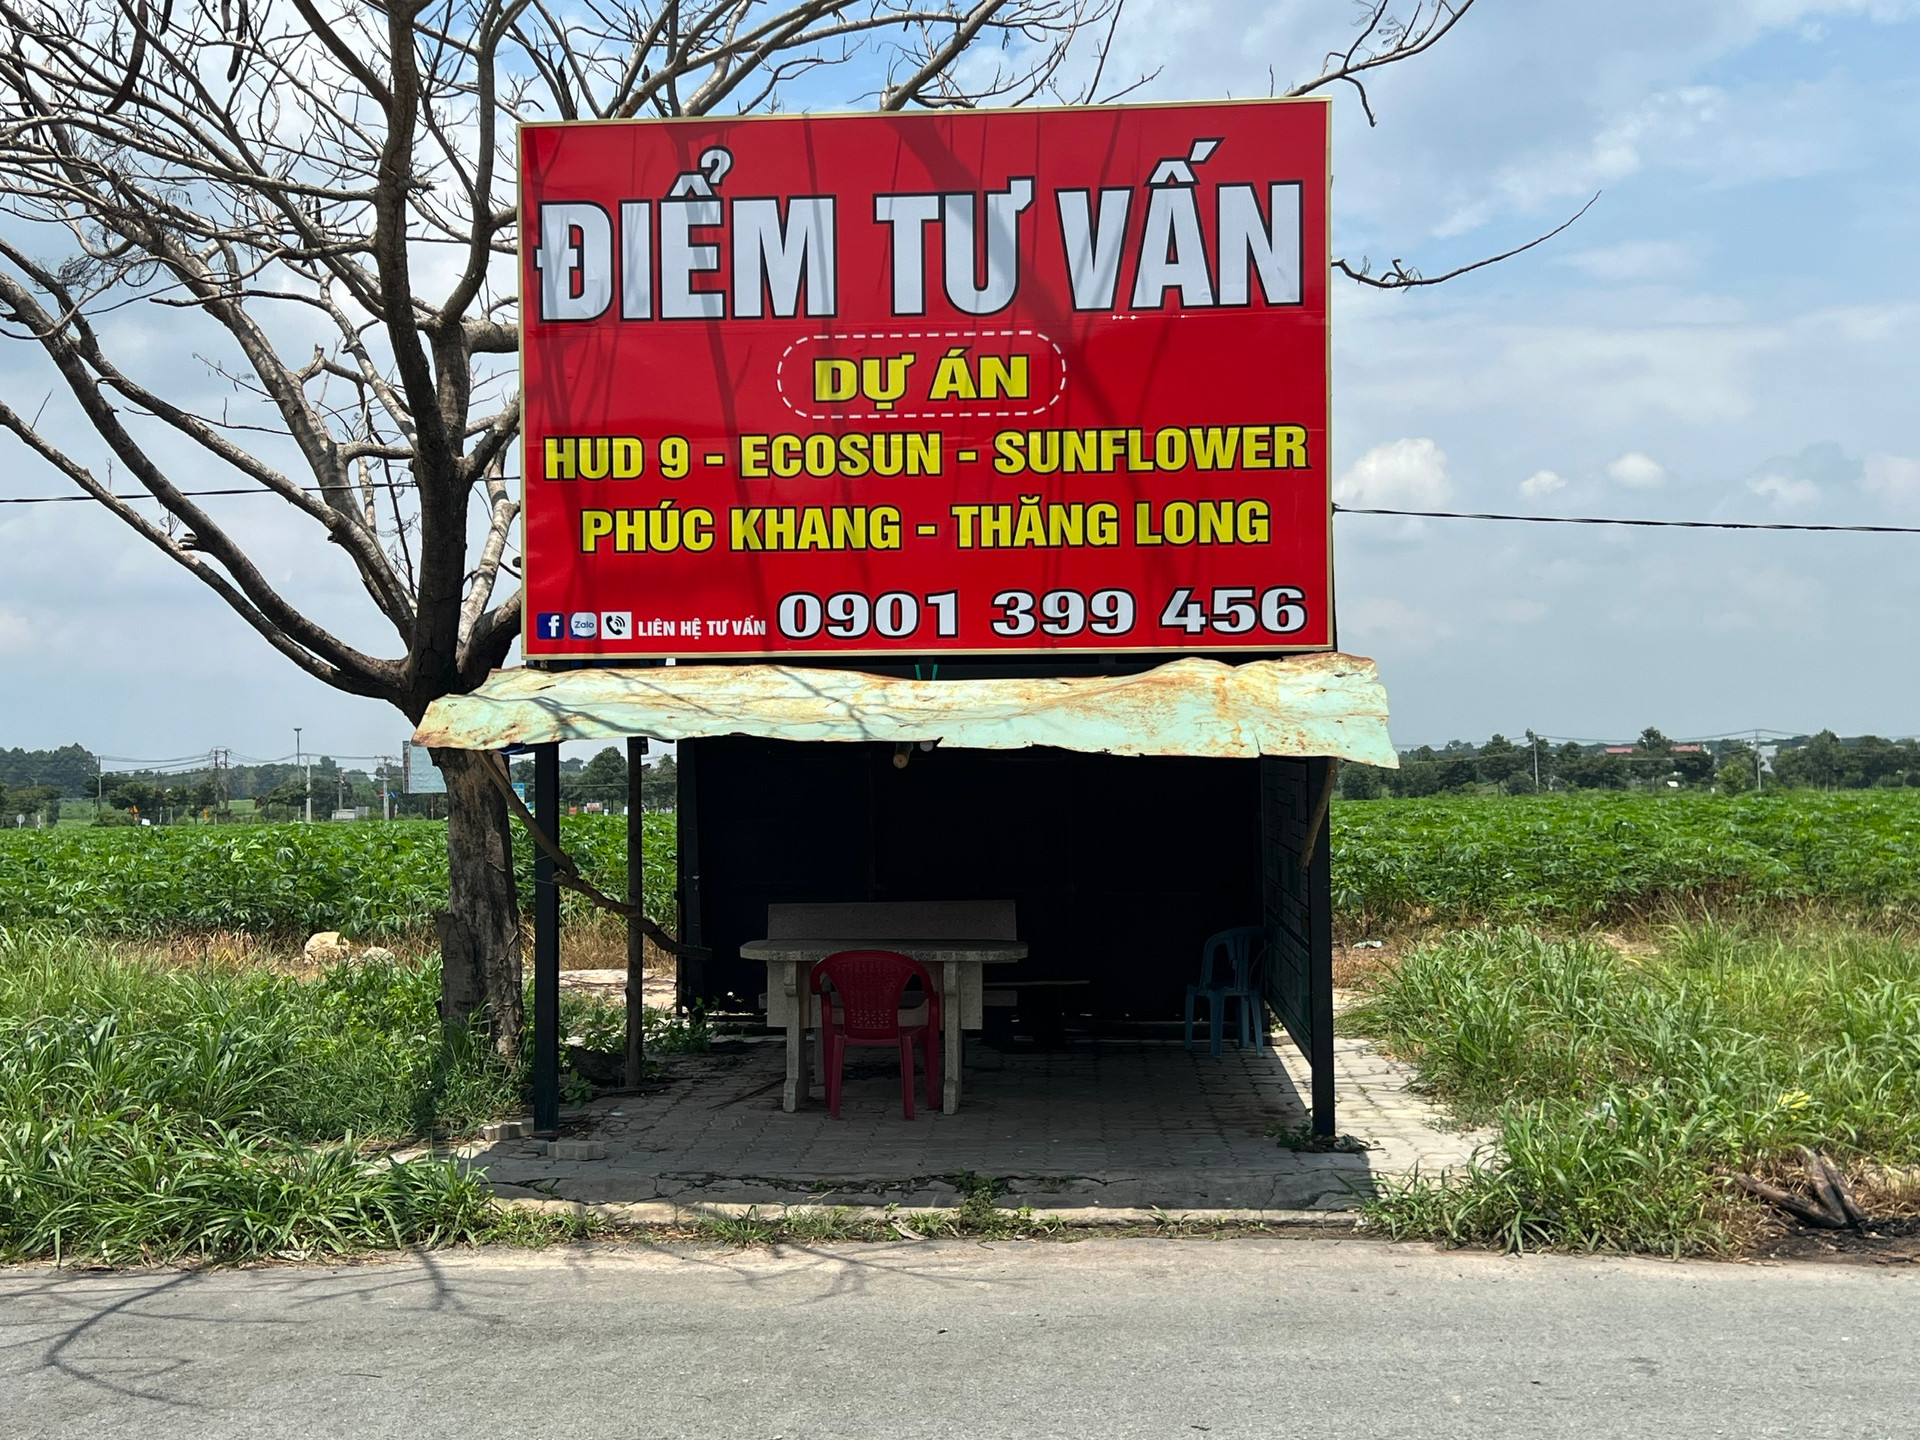 ĐIỂM TƯ VẤN
DỰ ÁN
HUD 9 - ECOSUN - SUNFLOWER
PHÚC KHANG - THĂNG LONG
f Zalo LIÊN HỆ TƯ VẤN 0901 399 456